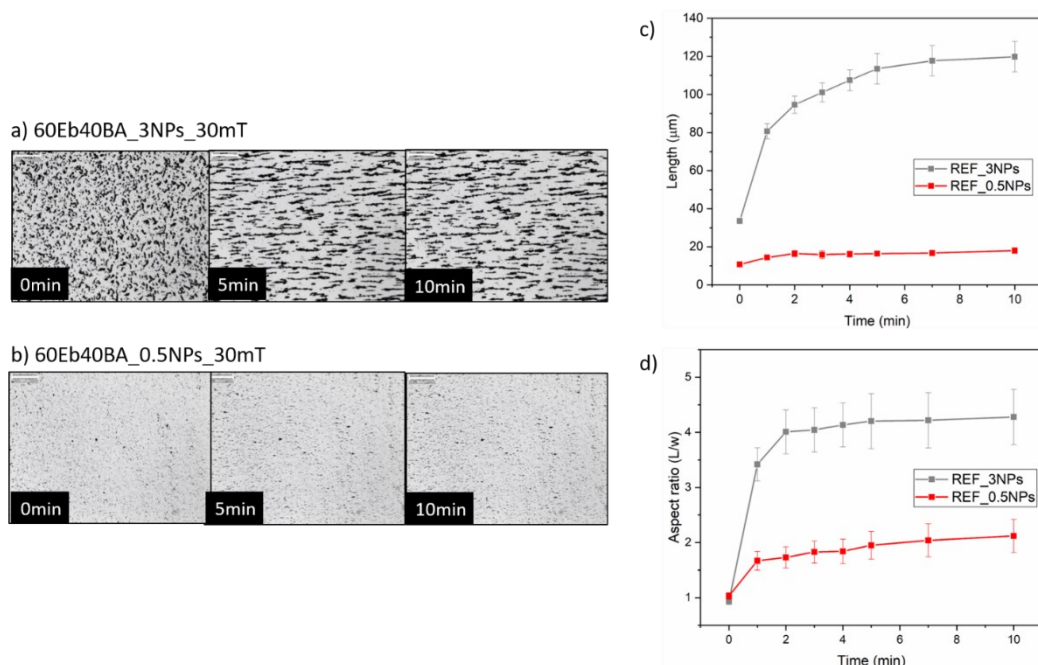 a) 60Eb40BA_3NPs_30mT
0min
5min
10min
b) 60Eb40BA_0.5NPs_30mT
0min
5min
10min
c)
140
120
100
80
60
40
20
0
Length (μm)
REF_3NPs
REF_0.5NPs
0 2 4 6 8 10
Time (min)
d)
5
4
3
2
1
Aspect ratio (L/w)
REF_3NPs
REF_0.5NPs
0 2 4 6 8 10
Time (min)